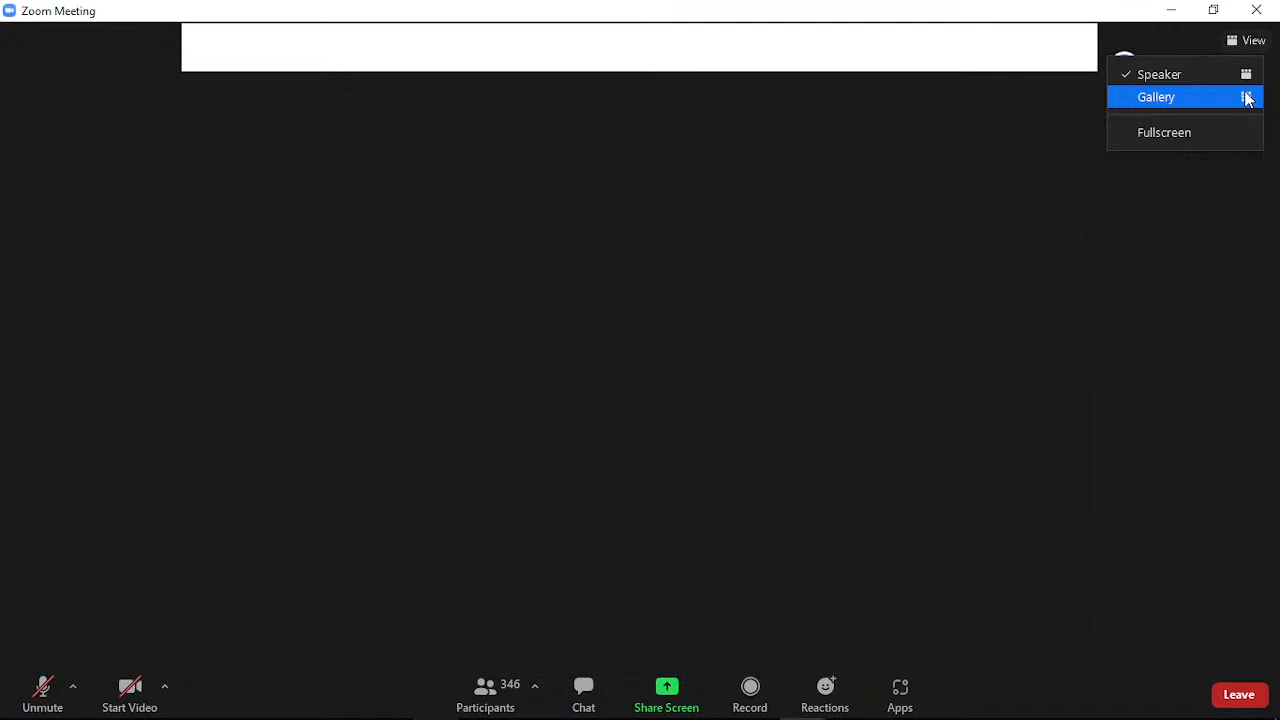 Zoom Meeting
View
Speaker
Gallery
Fullscreen
Unmute
Start Video
346
Participants
Chat
Share Screen
Record
Reactions
Apps
Leave